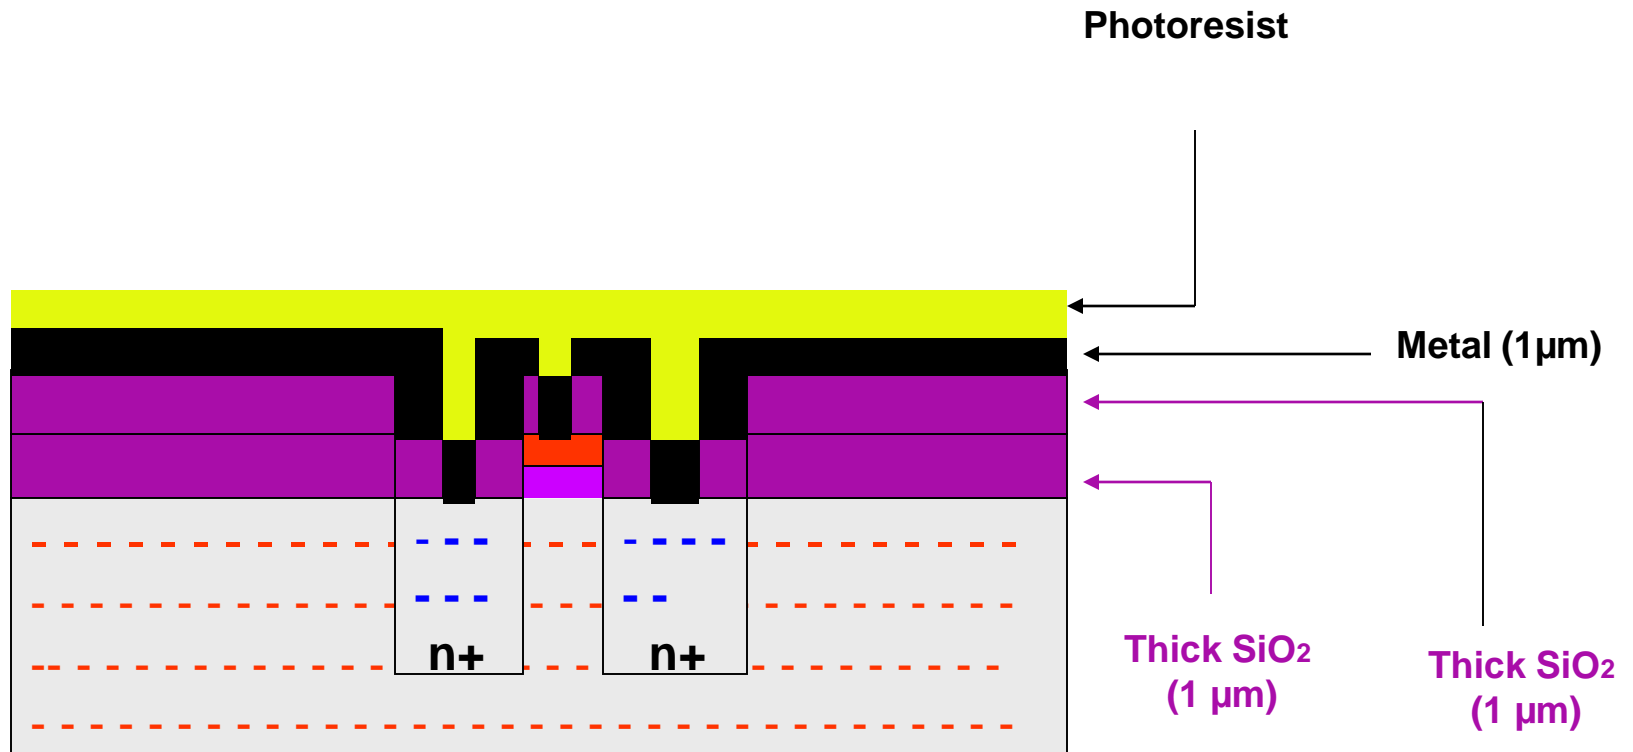 Photoresist
Metal (1µm)
n+
n+
Thick SiO2
(1 µm)
Thick SiO2
(1 µm)